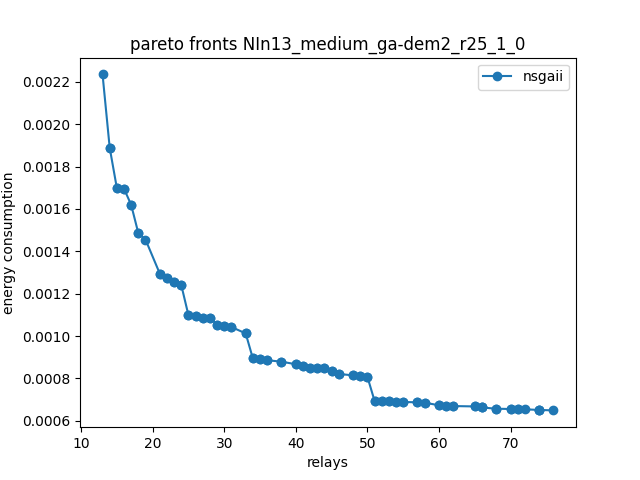 pareto fronts NIn13_medium_ga-dem2_r25_1_0
nsgaii
0.0022
0.0020
0.0018
0.0016
0.0014
0.0012
0.0010
0.0008
0.0006
energy consumption
10 20 30 40 50 60 70
relays